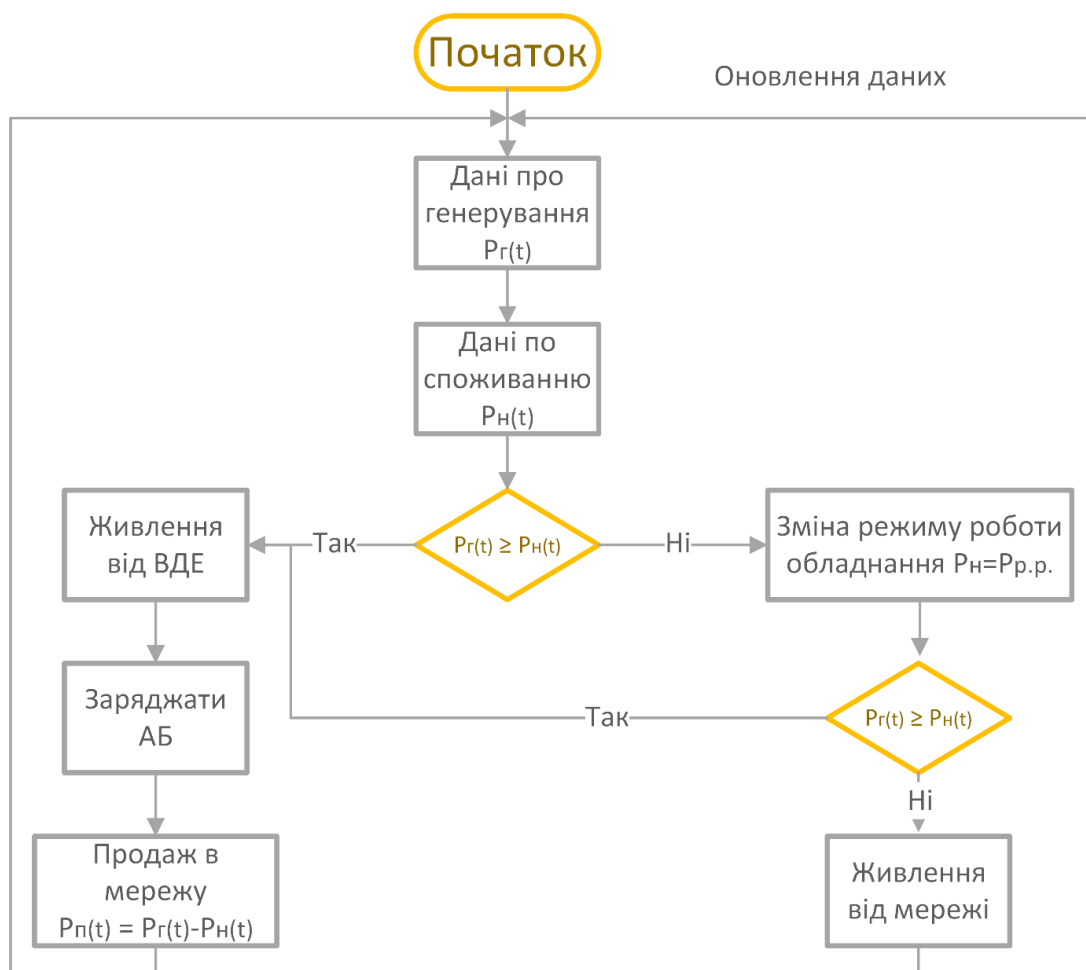 Початок
Оновлення даних
Дані про
генерування
Pг(t)
Дані по
споживанню
Pн(t)
Живлення
від ВДЕ
Так
Pг(t) ≥ Pн(t)
Ні
Зміна режиму роботи
обладнання Pн=Pр.р.
Заряджати
АБ
Так
Pг(t) ≥ Pн(t)
Ні
Продаж в
мережу
Pп(t) = Pг(t)-Pн(t)
Живлення
від мережі